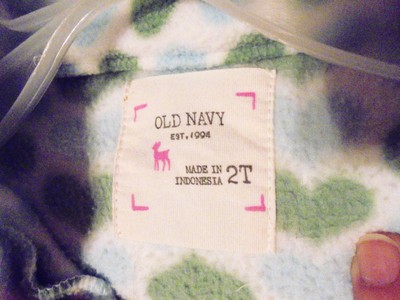 OLD NAVY
EST. 1994
MADE IN
INDONESIA 2T